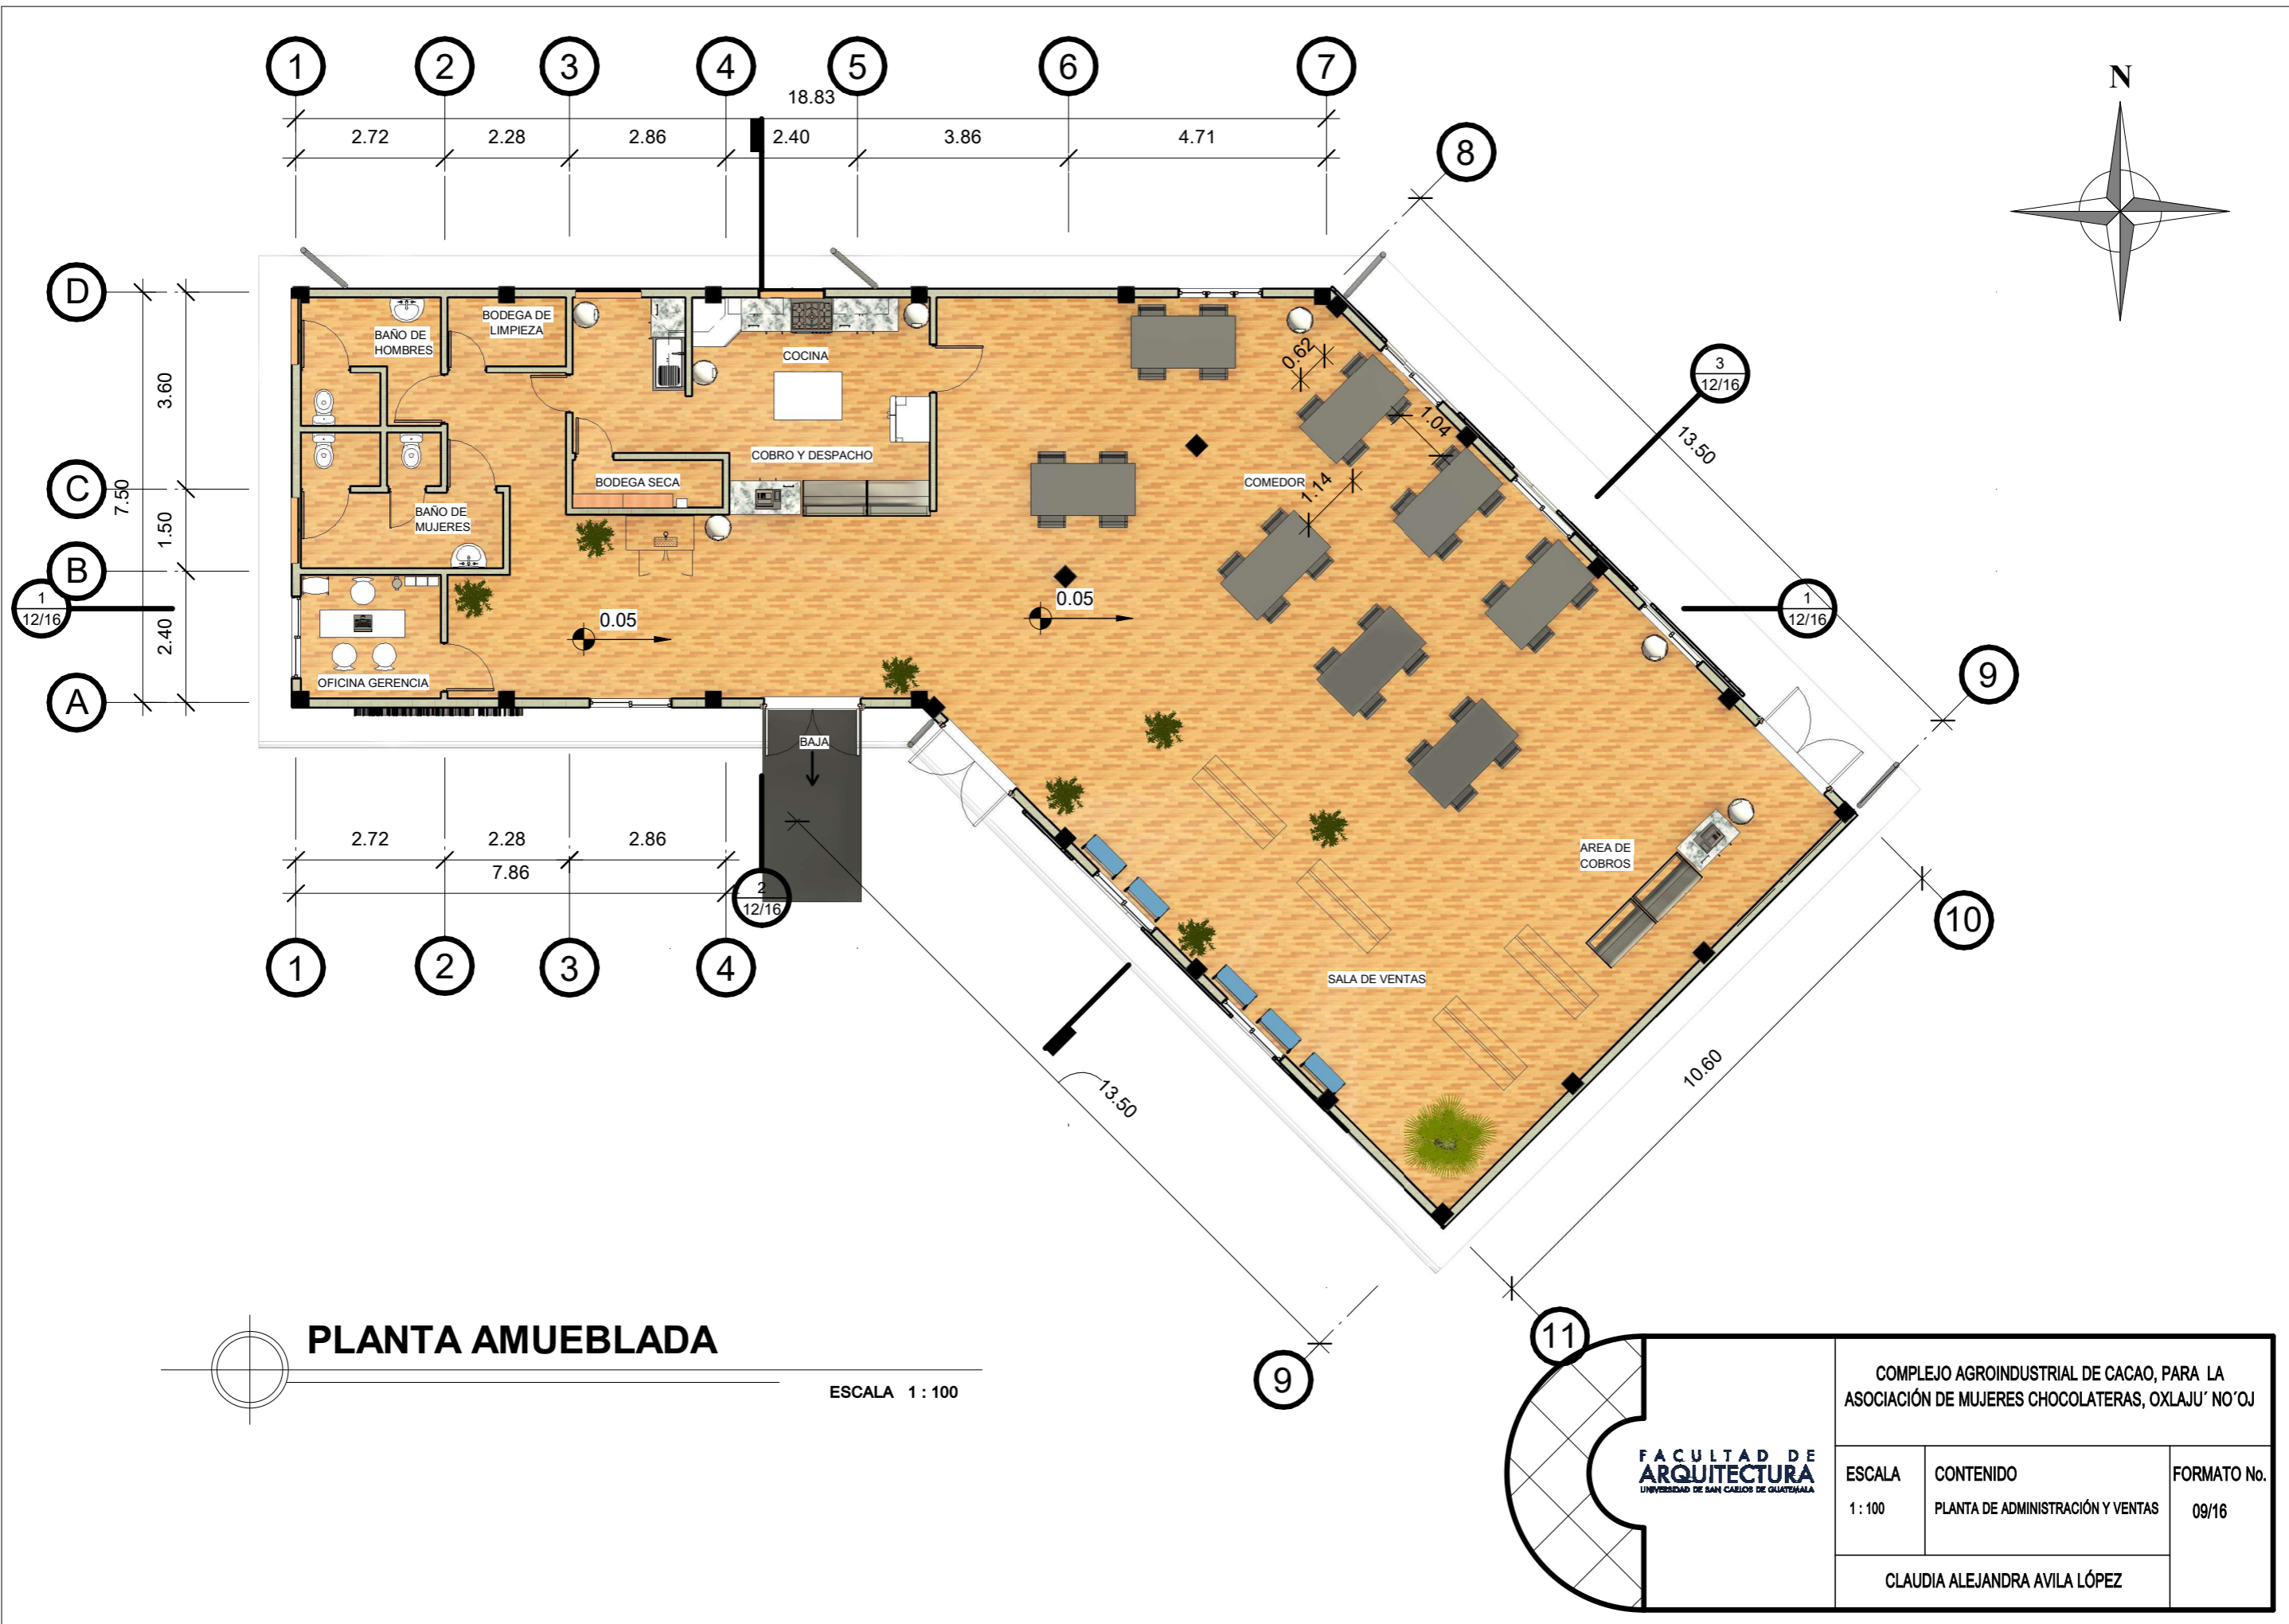 1
2
3
4
5
6
7
18.83
2.72
2.28
2.86
2.40
3.86
4.71
N
8
D
C
B
A
3.60
7.50
1.50
2.40
1
12/16
BAÑO DE
HOMBRES
BODEGA DE
LIMPIEZA
COCINA
COBRO Y DESPACHO
BODEGA SECA
BAÑO DE
MUJERES
OFICINA GERENCIA
COMEDOR
0.62
1.04
1.14
3
12/16
13.50
1
12/16
9
0.05
0.05
BAJA
2.72
2.28
2.86
7.86
2
12/16
1
2
3
4
AREA DE
COBROS
SALA DE VENTAS
10
10.60
13.50
9
11
PLANTA AMUEBLADA
ESCALA 1 : 100
FACULTAD DE
ARQUITECTURA
UNIVERSIDAD DE SAN CARLOS DE GUATEMALA
COMPLEJO AGROINDUSTRIAL DE CACAO, PARA LA
ASOCIACIÓN DE MUJERES CHOCOLATERAS, OXLAJU´ NO´OJ
ESCALA
1 : 100
CONTENIDO
PLANTA DE ADMINISTRACIÓN Y VENTAS
FORMATO No.
09/16
CLAUDIA ALEJANDRA AVILA LÓPEZ